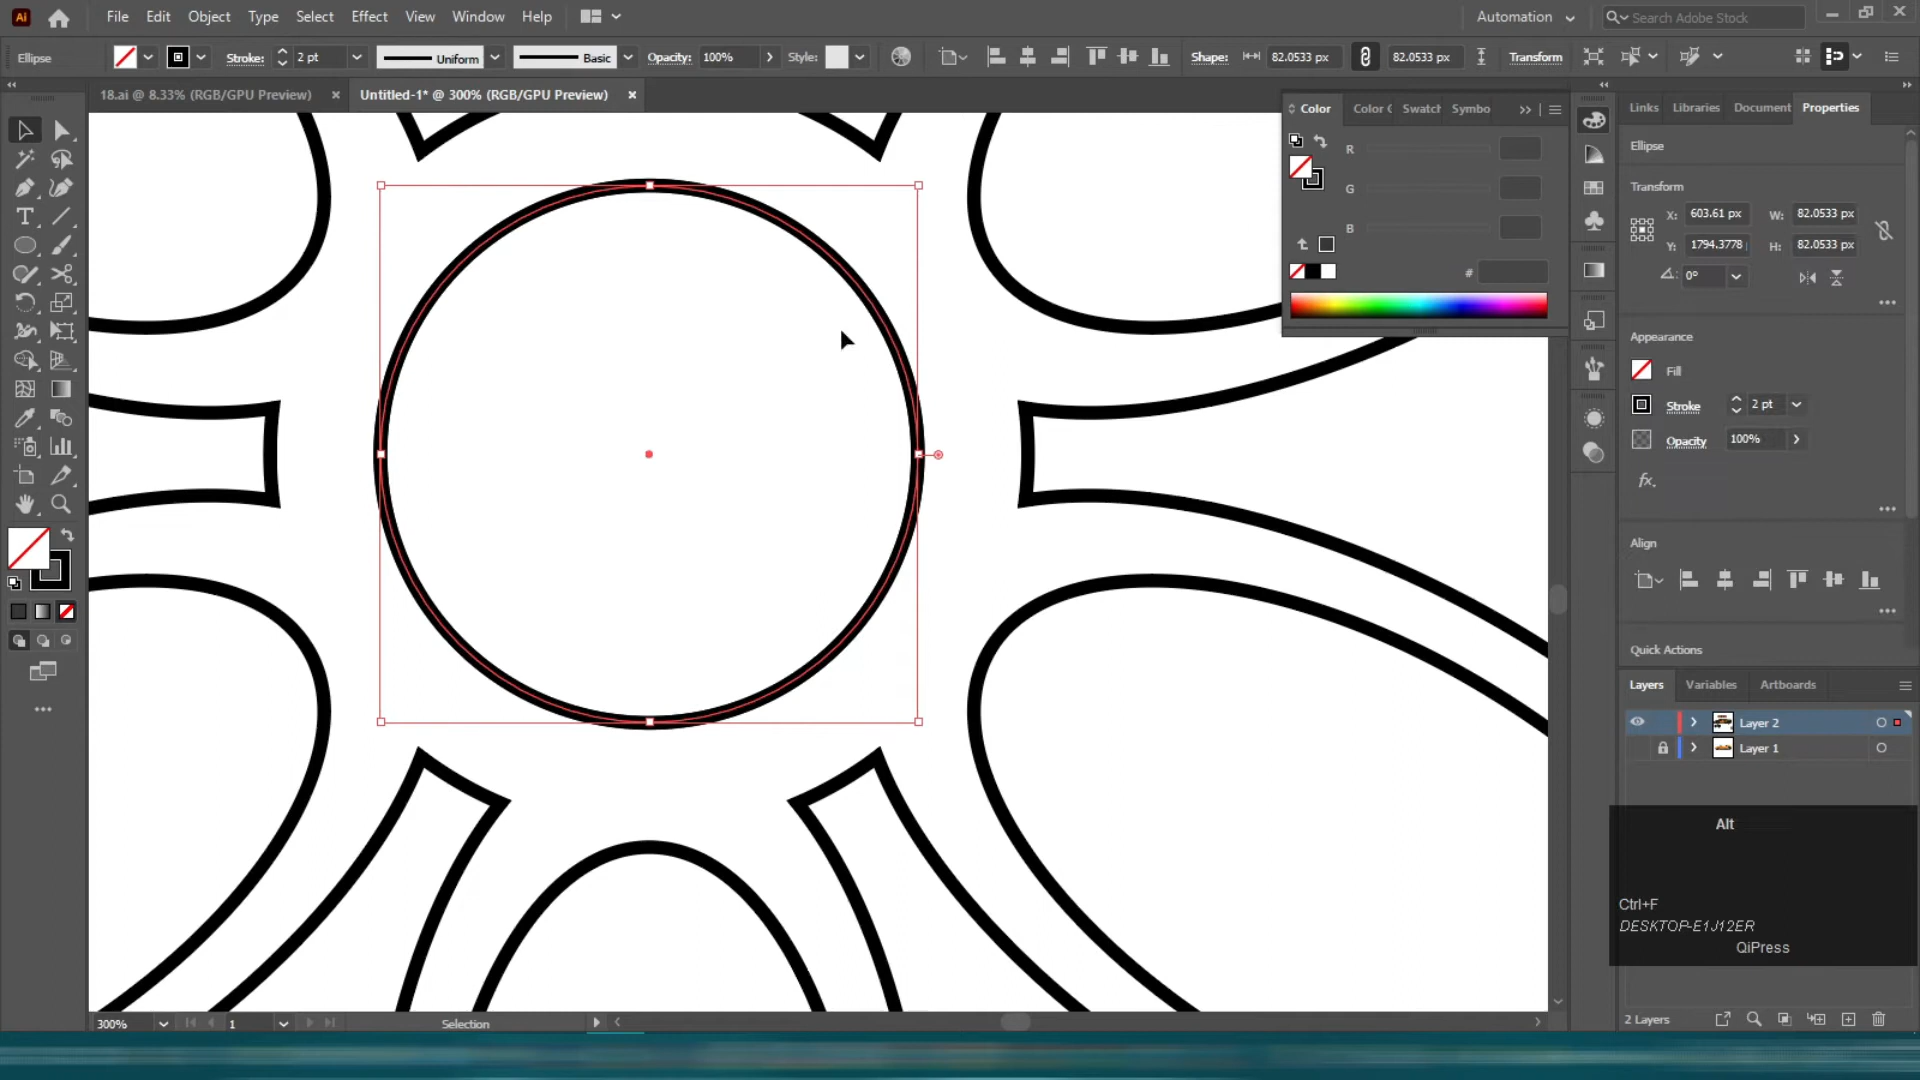 Ai File Edit Object Type Select Effect View Window Help Automation Search Adobe Stock
Ellipse Stroke: 2 pt Uniform Basic Opacity: 100% Style: Shape: 82.0533 px 82.0533 px Transform
18.ai @ 8.33% (RGB/GPU Preview) × Untitled-1* @ 300% (RGB/GPU Preview) ×
Color Color Swatch Symbo
R
G
B
#
Links Libraries Document Properties
Ellipse
Transform
X: 603.61 px W: 82.0533 px
Y: 1794.3778 H: 82.0533 px
0°
Appearance
Fill
Stroke 2 pt
Opacity 100%
fx.
Align
Quick Actions
Layers Variables Artboards
Layer 2
Layer 1
Alt
Ctrl+F
DESKTOP-E1J12ER
QiPress
2 Layers
300% 1 Selection